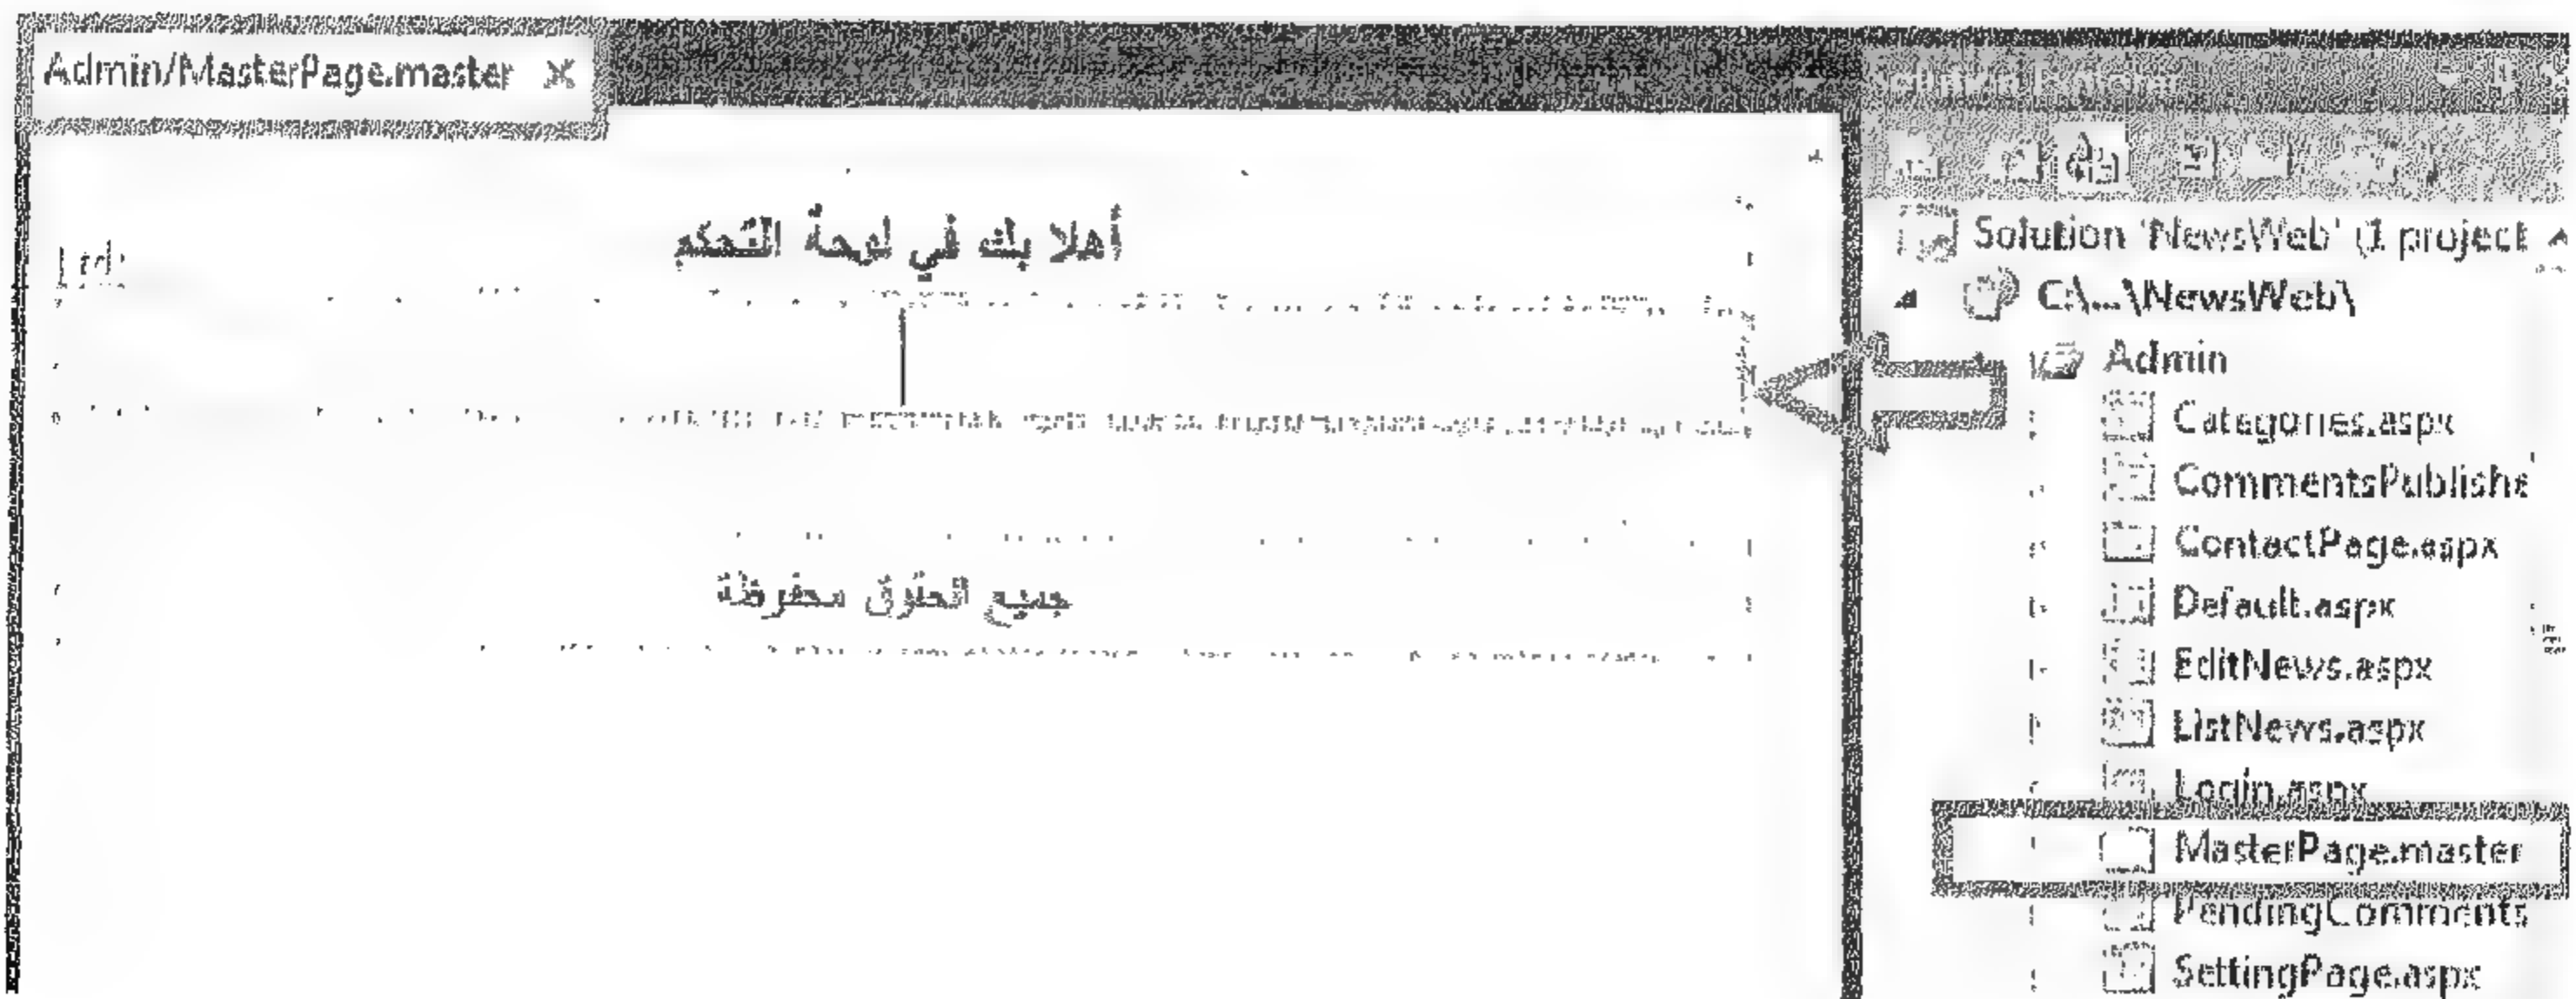 Admin/MasterPage.master ×
أهلا بك في لوحة التحكم
جميع الحقوق محفوظة
Solution 'NewsWeb' (1 project
C:\...\NewsWeb\
Admin
Categories.aspx
CommentsPublishe
ContactPage.aspx
Default.aspx
EditNews.aspx
ListNews.aspx
Login.aspx
MasterPage.master
PendingComments
SettingPage.aspx